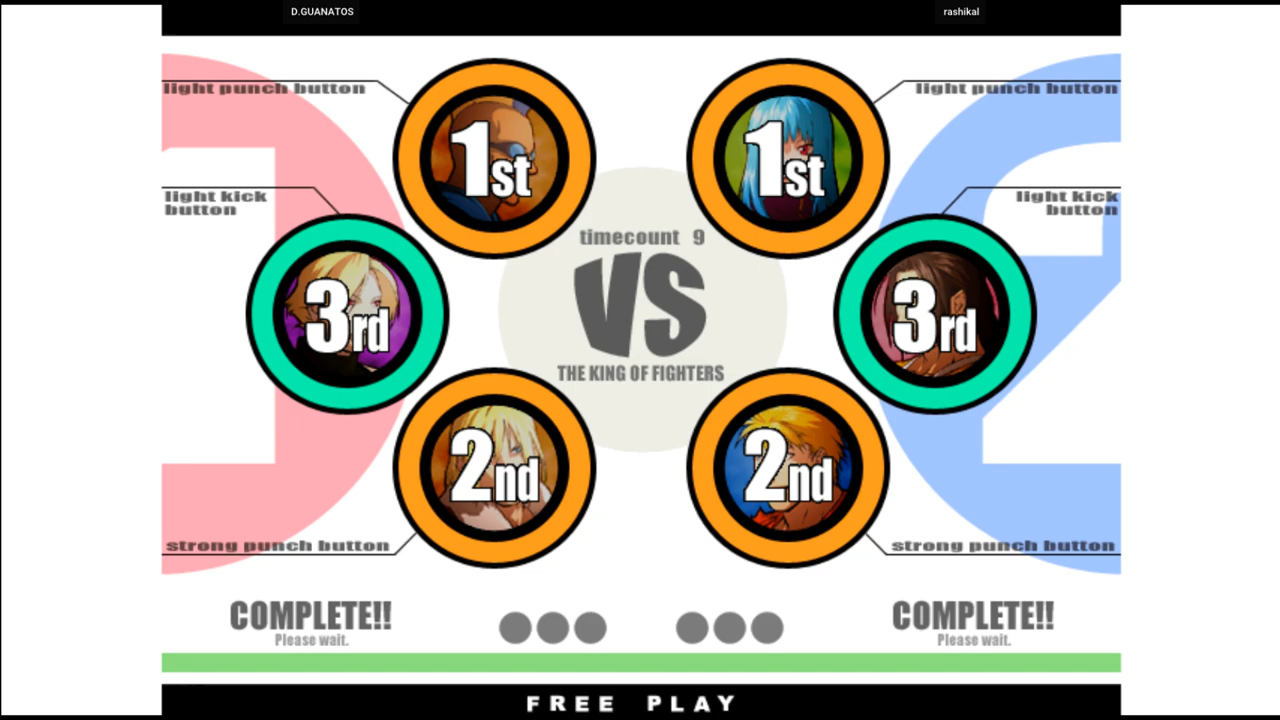 D.GUANATOS
rashikal
light punch button
light punch button
1st
1st
light kick
button
light kick
button
timecount 9
VS
3rd
3rd
THE KING OF FIGHTERS
2nd
2nd
strong punch button
strong punch button
COMPLETE!!
Please wait.
COMPLETE!!
Please wait.
FREE PLAY